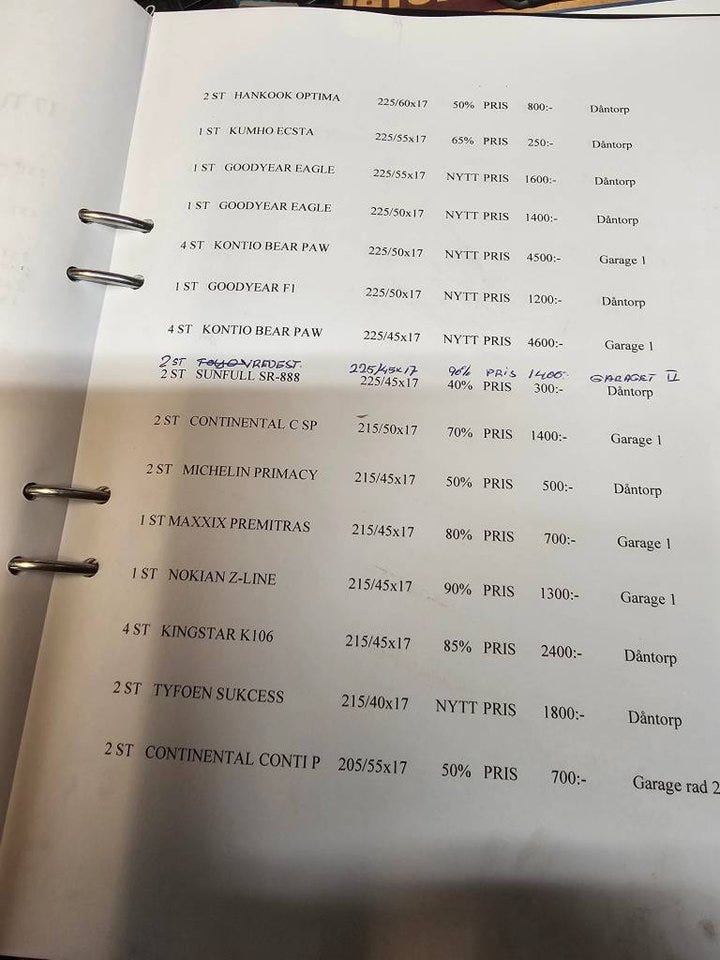 2 ST HANKOOK OPTIMA 225/60x17 50% PRIS 800:- Dåntorp
1 ST KUMHO ECSTA 225/55x17 65% PRIS 250:- Dåntorp
1 ST GOODYEAR EAGLE 225/55x17 NYTT PRIS 1600:- Dåntorp
1 ST GOODYEAR EAGLE 225/50x17 NYTT PRIS 1400:- Dåntorp
4 ST KONTIO BEAR PAW 225/50x17 NYTT PRIS 4500:- Garage 1
1 ST GOODYEAR F1 225/50x17 NYTT PRIS 1200:- Dåntorp
4 ST KONTIO BEAR PAW 225/45x17 NYTT PRIS 4600:- Garage 1
2 ST VREDEST. 225/45x17 90% PRIS 1400:- GARAGET II
2 ST SUNFULL SR-888 225/45x17 40% PRIS 300:- Dåntorp
2 ST CONTINENTAL C SP 215/50x17 70% PRIS 1400:- Garage 1
2 ST MICHELIN PRIMACY 215/45x17 50% PRIS 500:- Dåntorp
1 ST MAXXIX PREMITRAS 215/45x17 80% PRIS 700:- Garage 1
1 ST NOKIAN Z-LINE 215/45x17 90% PRIS 1300:- Garage 1
4 ST KINGSTAR K106 215/45x17 85% PRIS 2400:- Dåntorp
2 ST TYFOEN SUKCESS 215/40x17 NYTT PRIS 1800:- Dåntorp
2 ST CONTINENTAL CONTI P 205/55x17 50% PRIS 700:- Garage rad 2